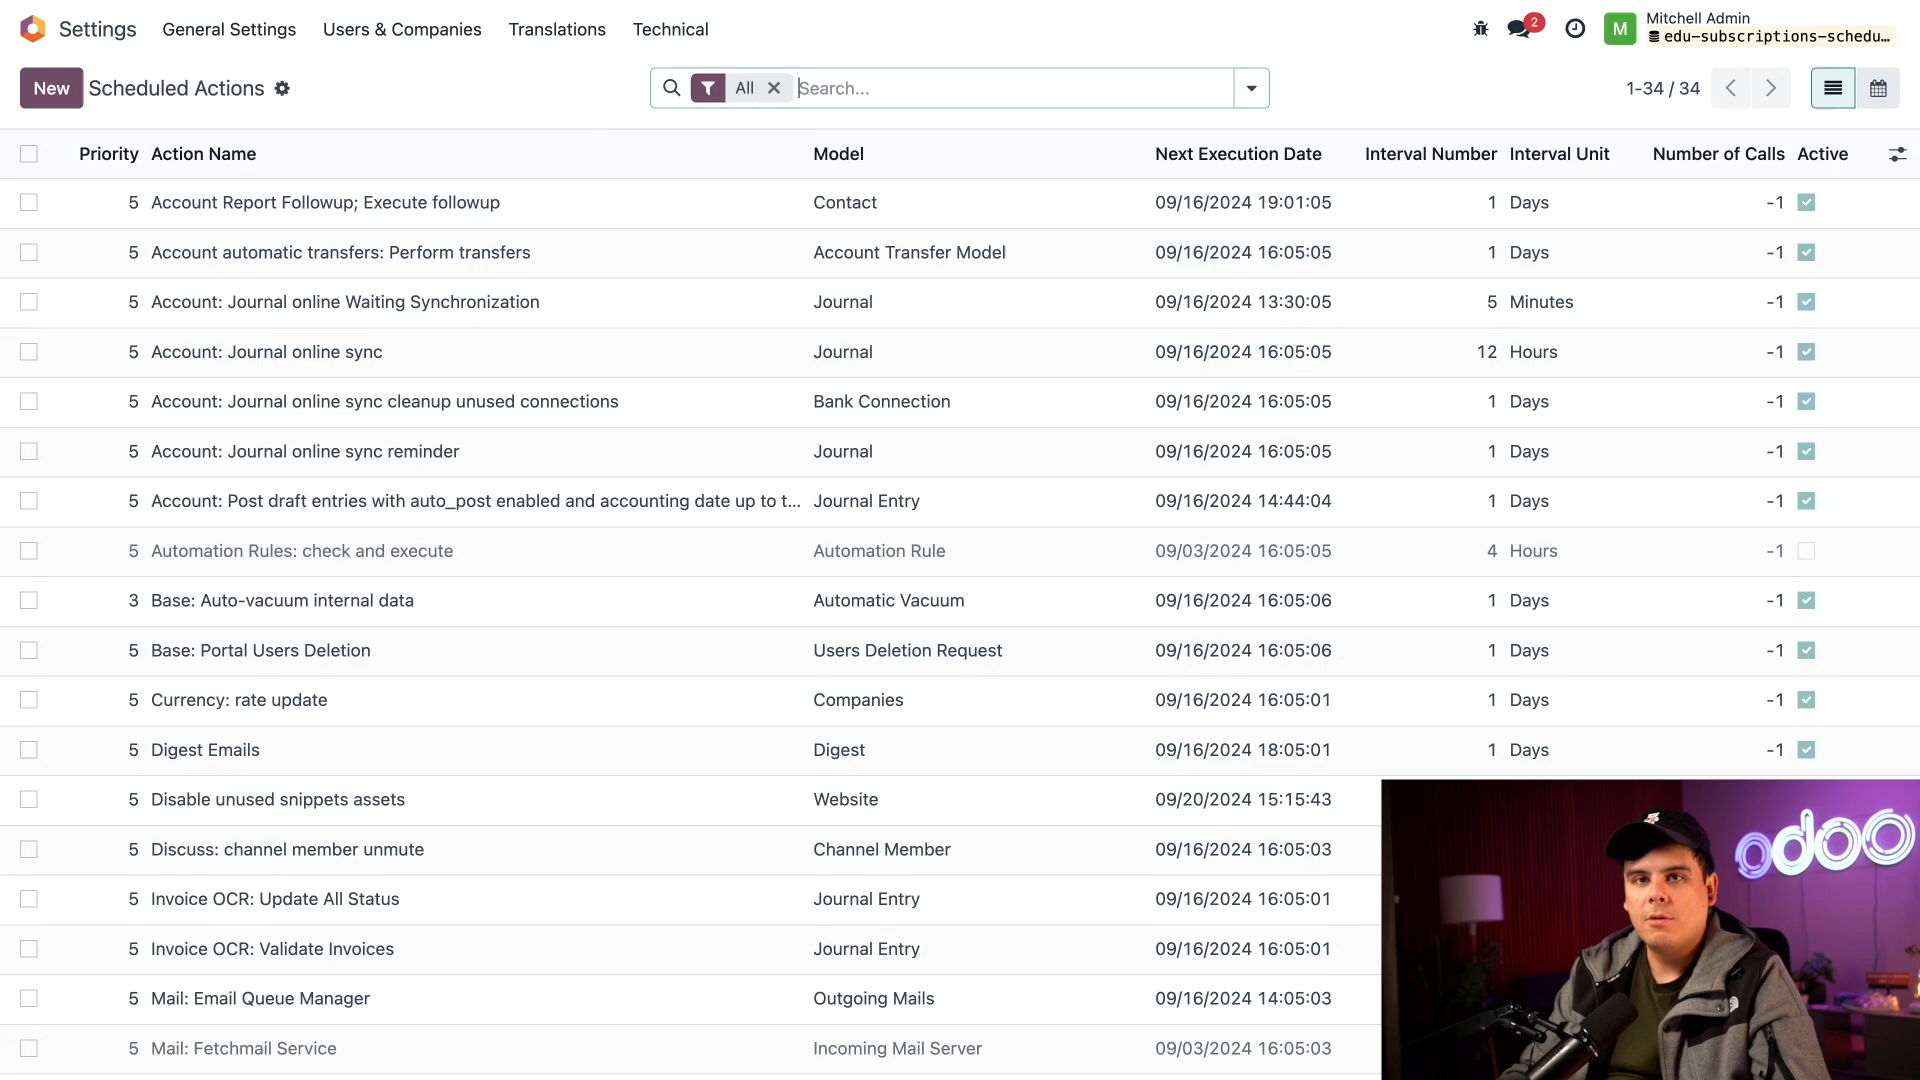 Settings General Settings Users & Companies Translations Technical 2 M Mitchell Admin
edu-subscriptions-schedu…
New Scheduled Actions All Search... 1-34 / 34
Priority Action Name Model Next Execution Date Interval Number Interval Unit Number of Calls Active
5 Account Report Followup; Execute followup Contact 09/16/2024 19:01:05 1 Days -1
5 Account automatic transfers: Perform transfers Account Transfer Model 09/16/2024 16:05:05 1 Days -1
5 Account: Journal online Waiting Synchronization Journal 09/16/2024 13:30:05 5 Minutes -1
5 Account: Journal online sync Journal 09/16/2024 16:05:05 12 Hours -1
5 Account: Journal online sync cleanup unused connections Bank Connection 09/16/2024 16:05:05 1 Days -1
5 Account: Journal online sync reminder Journal 09/16/2024 16:05:05 1 Days -1
5 Account: Post draft entries with auto_post enabled and accounting date up to t... Journal Entry 09/16/2024 14:44:04 1 Days -1
5 Automation Rules: check and execute Automation Rule 09/03/2024 16:05:05 4 Hours -1
3 Base: Auto-vacuum internal data Automatic Vacuum 09/16/2024 16:05:06 1 Days -1
5 Base: Portal Users Deletion Users Deletion Request 09/16/2024 16:05:06 1 Days -1
5 Currency: rate update Companies 09/16/2024 16:05:01 1 Days -1
5 Digest Emails Digest 09/16/2024 18:05:01 1 Days -1
5 Disable unused snippets assets Website 09/20/2024 15:15:43
5 Discuss: channel member unmute Channel Member 09/16/2024 16:05:03
5 Invoice OCR: Update All Status Journal Entry 09/16/2024 16:05:01
5 Invoice OCR: Validate Invoices Journal Entry 09/16/2024 16:05:01
5 Mail: Email Queue Manager Outgoing Mails 09/16/2024 14:05:03
5 Mail: Fetchmail Service Incoming Mail Server 09/03/2024 16:05:03
odoo